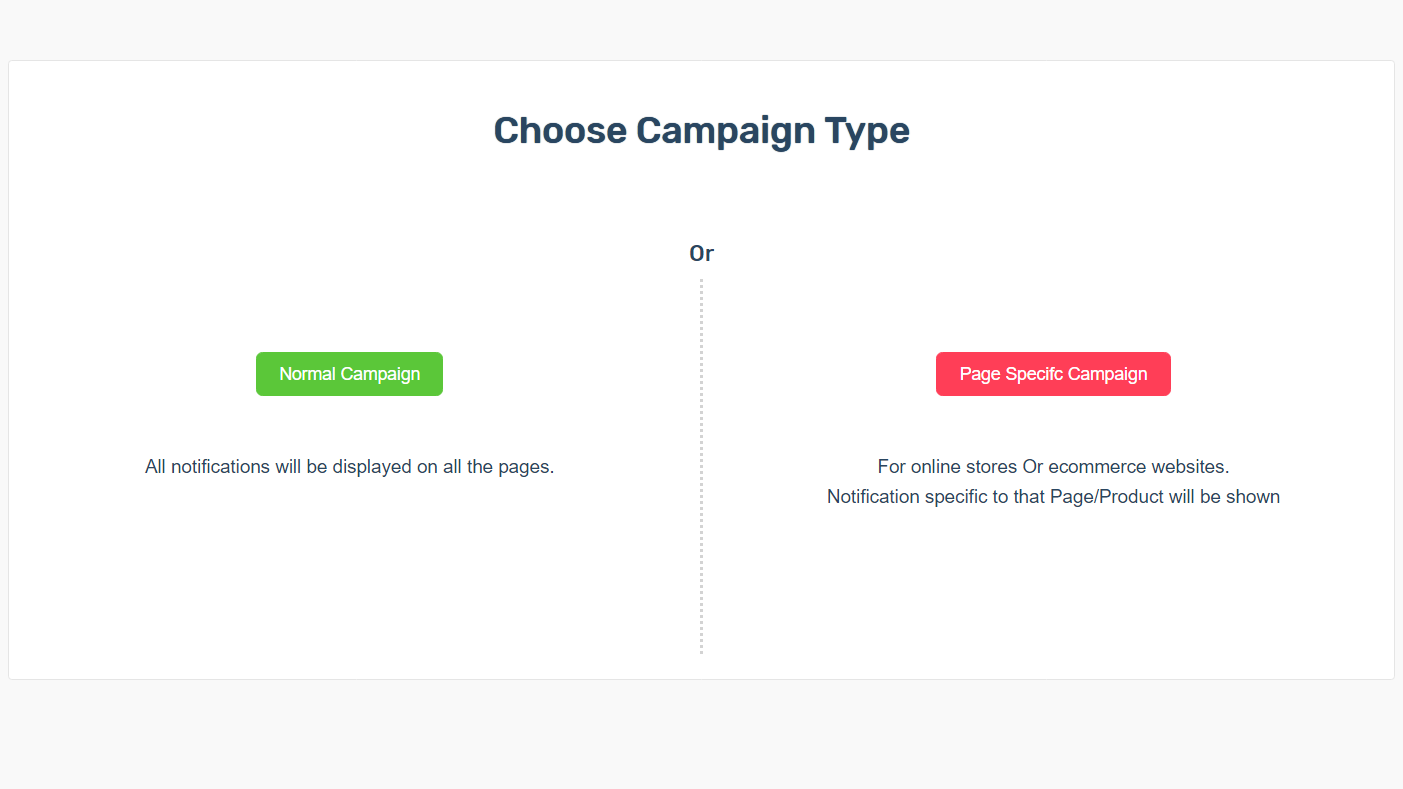 Choose Campaign Type
Or
Normal Campaign
All notifications will be displayed on all the pages.
Page Specifc Campaign
For online stores Or ecommerce websites.
Notification specific to that Page/Product will be shown